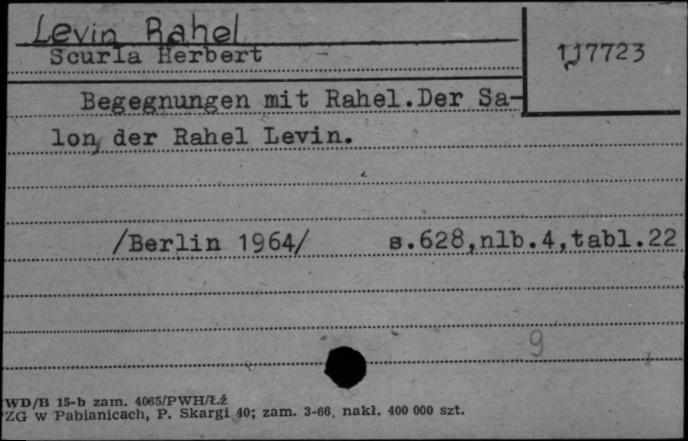 Levin Rahel
Scurla Herbert
117723
Begegnungen mit Rahel.Der Sa-
lon der Rahel Levin.
/Berlin 1964/ s.628,nlb.4,tabl.22
9
WD/B 15-b zam. 4065/PWH/Łź
ZG w Pabianicach, P. Skargi 40; zam. 3-66. nakł. 400 000 szt.